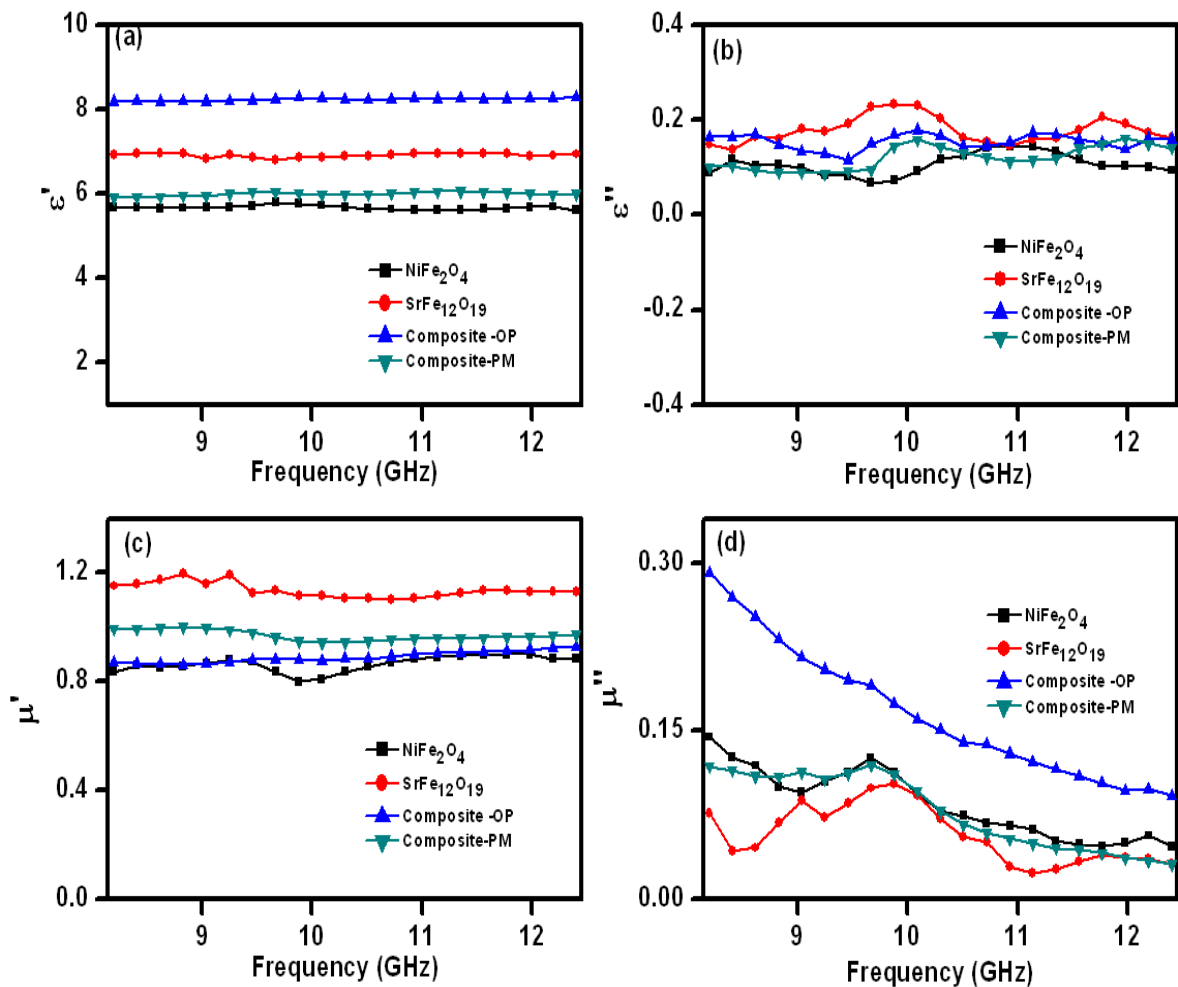 (a)
10
8
6
4
2
ε'
NiFe2O4
SrFe12O19
Composite -OP
Composite-PM
9 10 11 12
Frequency (GHz)
(b)
0.4
0.2
0.0
-0.2
-0.4
ε''
NiFe2O4
SrFe12O19
Composite -OP
Composite-PM
9 10 11 12
Frequency (GHz)
(c)
1.2
0.8
0.4
0.0
μ'
NiFe2O4
SrFe12O19
Composite -OP
Composite-PM
9 10 11 12
Frequency (GHz)
(d)
0.30
0.15
0.00
μ''
NiFe2O4
SrFe12O19
Composite -OP
Composite-PM
9 10 11 12
Frequency (GHz)